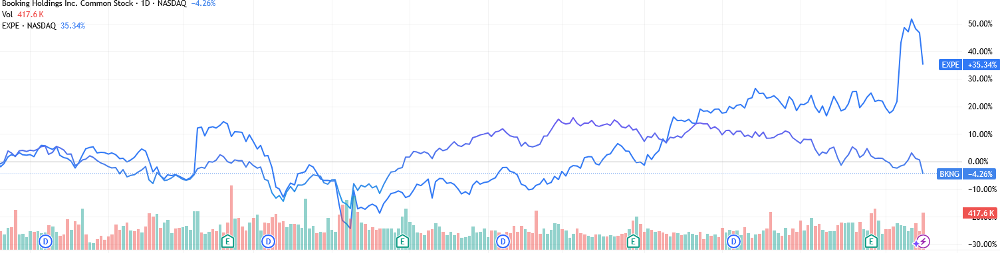 Booking Holdings Inc. Common Stock · 1D · NASDAQ −4.26%
Vol 417.6 K
EXPE · NASDAQ 35.34%
50.00%
40.00%
EXPE +35.34%
30.00%
20.00%
10.00%
0.00%
BKNG −4.26%
−10.00%
417.6 K
−30.00%
D E D E D E D E